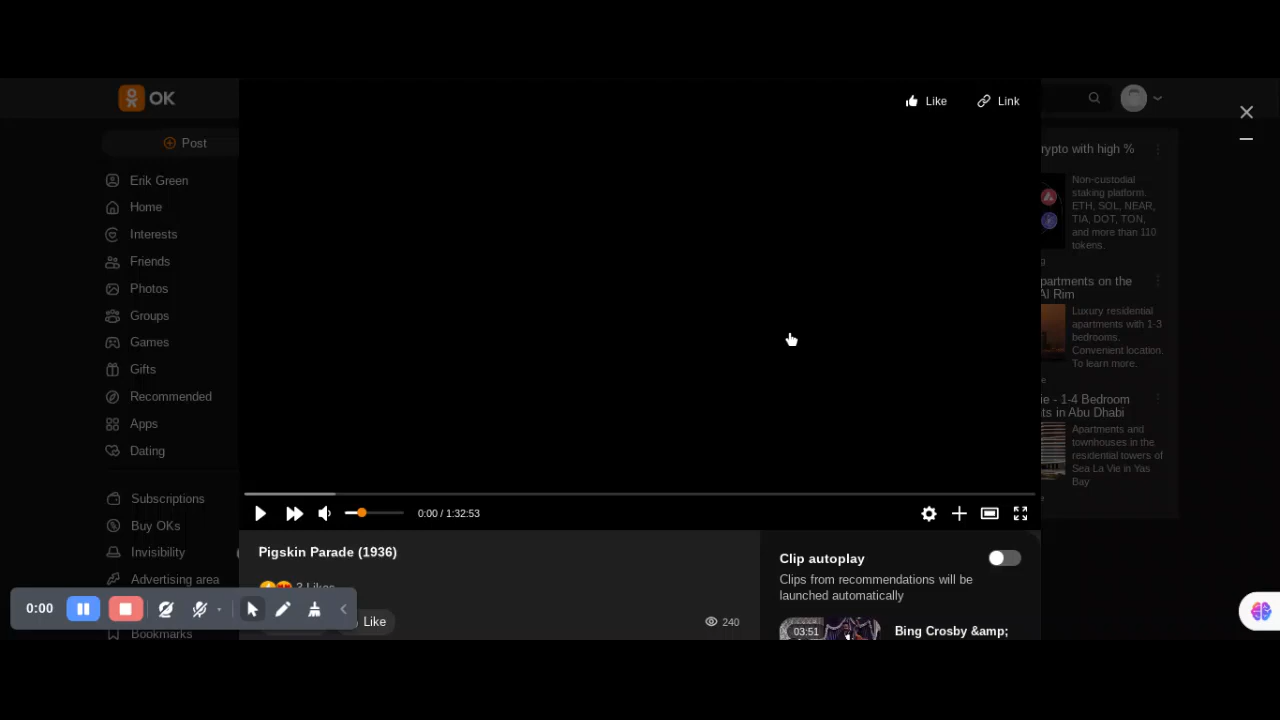 OK
Like
Link
Post
Erik Green
Home
Interests
Friends
Photos
Groups
Games
Gifts
Recommended
Apps
Dating
Subscriptions
Buy OKs
Invisibility
Advertising area
Bookmarks
rypto with high %
Non-custodial
staking platform.
ETH, SOL, NEAR,
TIA, DOT, TON,
and more than 110
tokens.
g
partments on the
Al Rim
Luxury residential
apartments with 1-3
bedrooms.
Convenient location.
To learn more.
e
ie - 1-4 Bedroom
ts in Abu Dhabi
Apartments and
townhouses in the
residential towers of
Sea La Vie in Yas
Bay
0:00 / 1:32:53
Pigskin Parade (1936)
3 Likes
Like
240
Clip autoplay
Clips from recommendations will be
launched automatically
03:51
Bing Crosby &amp;
0:00